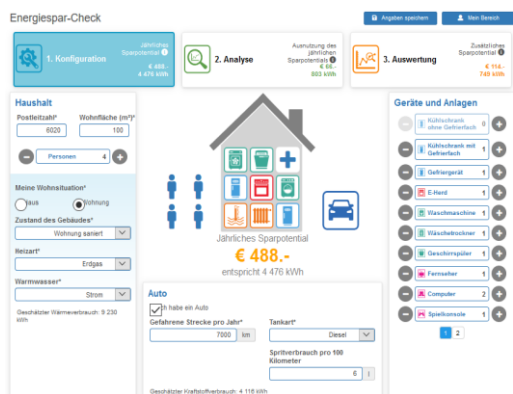 Energiespar-Check
Angaben speichern
Mein Bereich
1. Konfiguration
Jährliches
Sparpotential
€ 488.-
4 476 kWh
2. Analyse
Ausnutzung des
jährlichen
Sparpotentials
€ 66.-
603 kWh
3. Auswertung
Zusätzliches
Sparpotential
€ 114.-
749 kWh
Haushalt
Postleitzahl*
Wohnfläche (m²)*
6020
100
Personen
4
Meine Wohnsituation*
Haus
Wohnung
Zustand des Gebäudes*
Wohnung saniert
Heizart*
Erdgas
Warmwasser*
Strom
Geschätzter Wärmeverbrauch: 9 230
kWh
Jährliches Sparpotential
€ 488.-
entspricht 4 476 kWh
Auto
Ich habe ein Auto
Gefahrene Strecke pro Jahr*
7000 km
Tankart*
Diesel
Spritverbrauch pro 100
Kilometer
6 l
Geschätzter Kraftstoffverbrauch: 4 116 kWh
Geräte und Anlagen
Kühlschrank
ohne Gefrierfach 0
Kühlschrank mit
Gefrierfach 1
Gefriergerät 1
E-Herd 1
Waschmaschine 1
Wäschetrockner 1
Geschirrspüler 1
Fernseher 1
Computer 2
Spielkonsole 1
1 2